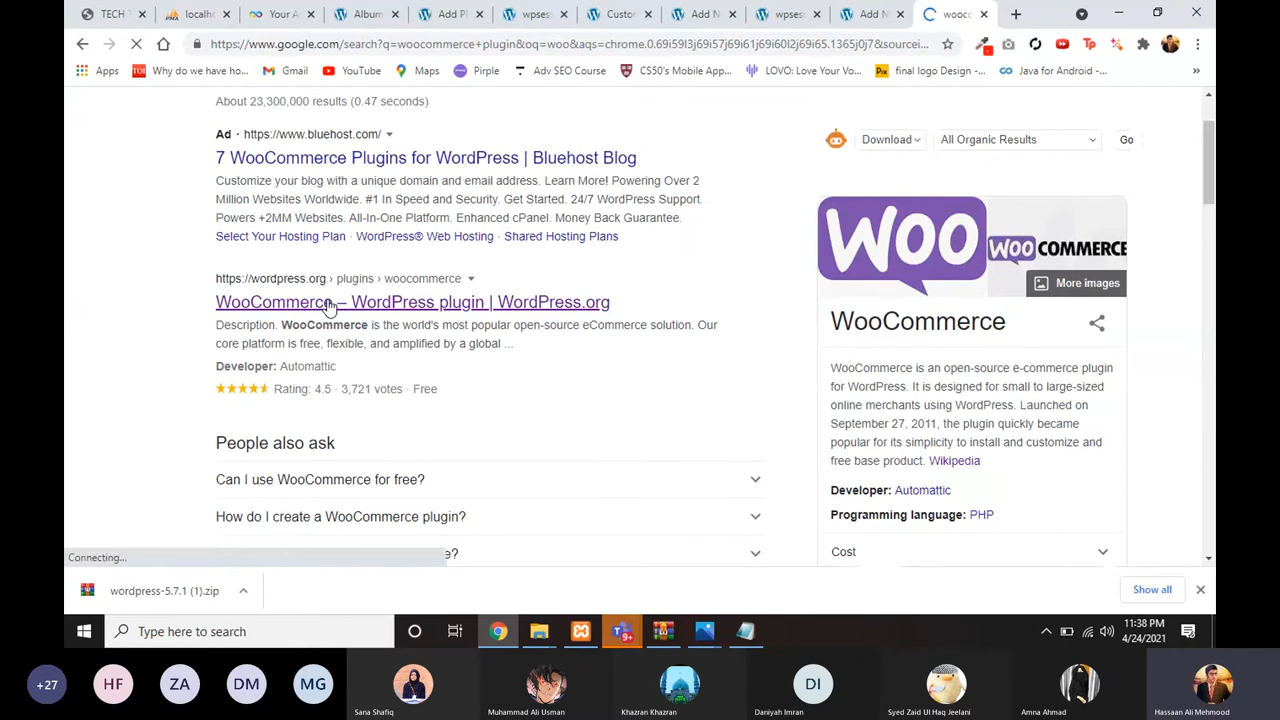 TECH T
localh
Your A
Album
Add Pl
wpsess
Custor
Add N
wpses
Add N
wooco
https://www.google.com/search?q=woocommerce+plugin&oq=woo&aqs=chrome.0.69i59l3j69i57j69i61j69i60l2j69i65.1365j0j7&sourcei...
Apps
TOI
Why do we have ho...
Gmail
YouTube
Maps
Pirple
Adv SEO Course
CS50's Mobile App...
LOVO: Love Your Vo...
Pix
final logo Design -...
Java for Android -...
About 23,300,000 results (0.47 seconds)
Ad · https://www.bluehost.com/
7 WooCommerce Plugins for WordPress | Bluehost Blog
Customize your blog with a unique domain and email address. Learn More! Powering Over 2
Million Websites Worldwide. #1 In Speed and Security. Get Started. 24/7 WordPress Support.
Powers +2MM Websites. All-In-One Platform. Enhanced cPanel. Money Back Guarantee.
Select Your Hosting Plan · WordPress® Web Hosting · Shared Hosting Plans
https://wordpress.org › plugins › woocommerce
WooCommerce – WordPress plugin | WordPress.org
Description. WooCommerce is the world's most popular open-source eCommerce solution. Our
core platform is free, flexible, and amplified by a global ...
Developer: Automattic
Rating: 4.5 · 3,721 votes · Free
People also ask
Can I use WooCommerce for free?
How do I create a WooCommerce plugin?
e?
Connecting...
Download
All Organic Results
Go
WOO
WOO COMMERCE
More images
WooCommerce
WooCommerce is an open-source e-commerce plugin
for WordPress. It is designed for small to large-sized
online merchants using WordPress. Launched on
September 27, 2011, the plugin quickly became
popular for its simplicity to install and customize and
free base product. Wikipedia
Developer: Automattic
Programming language: PHP
Cost
wordpress-5.7.1 (1).zip
Show all
Type here to search
9+
11:38 PM
4/24/2021
+27
HF
ZA
DM
MG
Sana Shafiq
Muhammad Ali Usman
Khazran Khazran
DI
Daniyah Imran
Syed Zaid Ul Haq Jeelani
Amna Ahmad
Hassaan Ali Mehmood